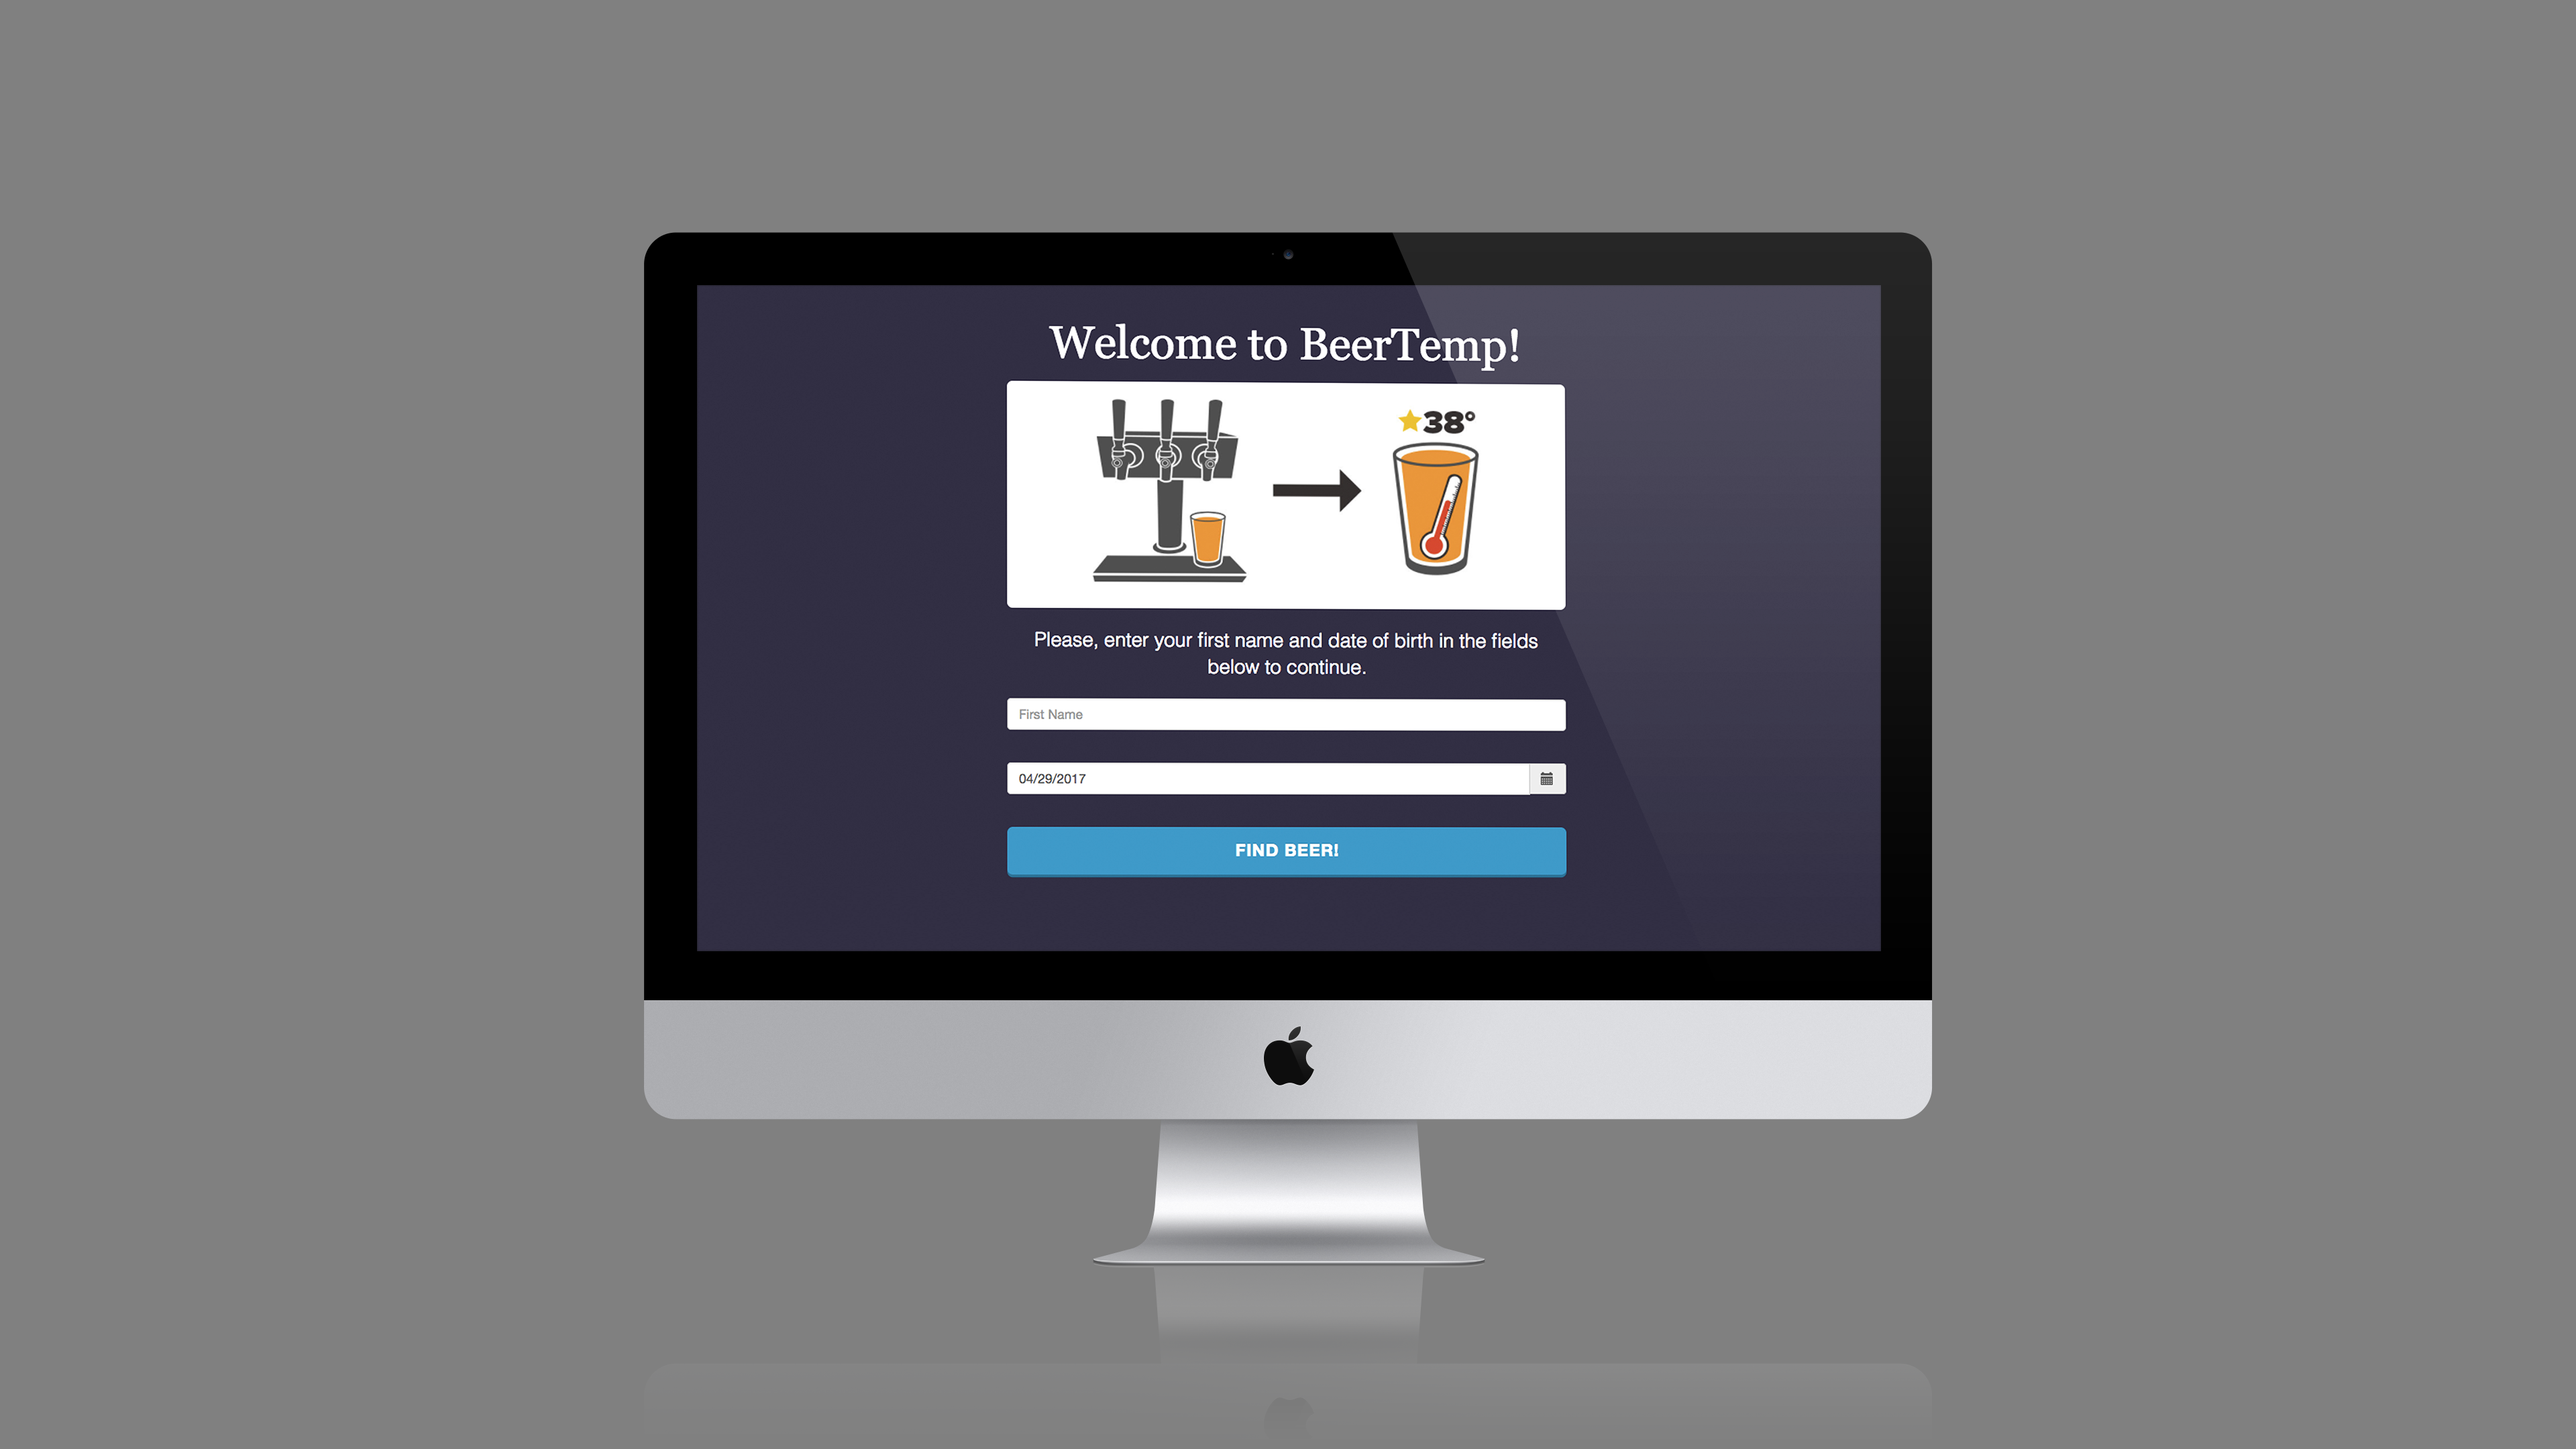 Welcome to BeerTemp!
38°
Please, enter your first name and date of birth in the fields
below to continue.
First Name
04/29/2017
FIND BEER!